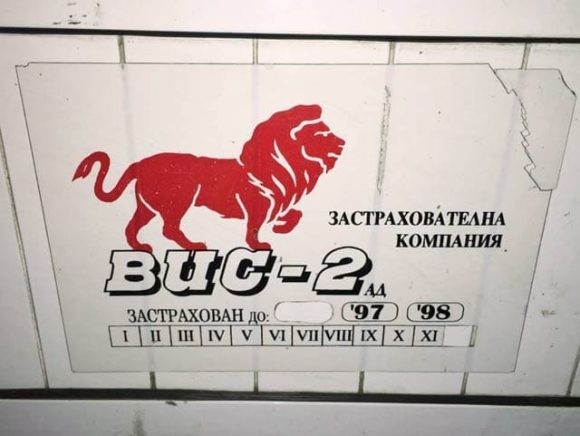 ЗАСТРАХОВАТЕЛНА
КОМПАНИЯ
ВИС-2 АД
ЗАСТРАХОВАН ДО: '97 '98
I II III IV V VI VII VIII IX X XI